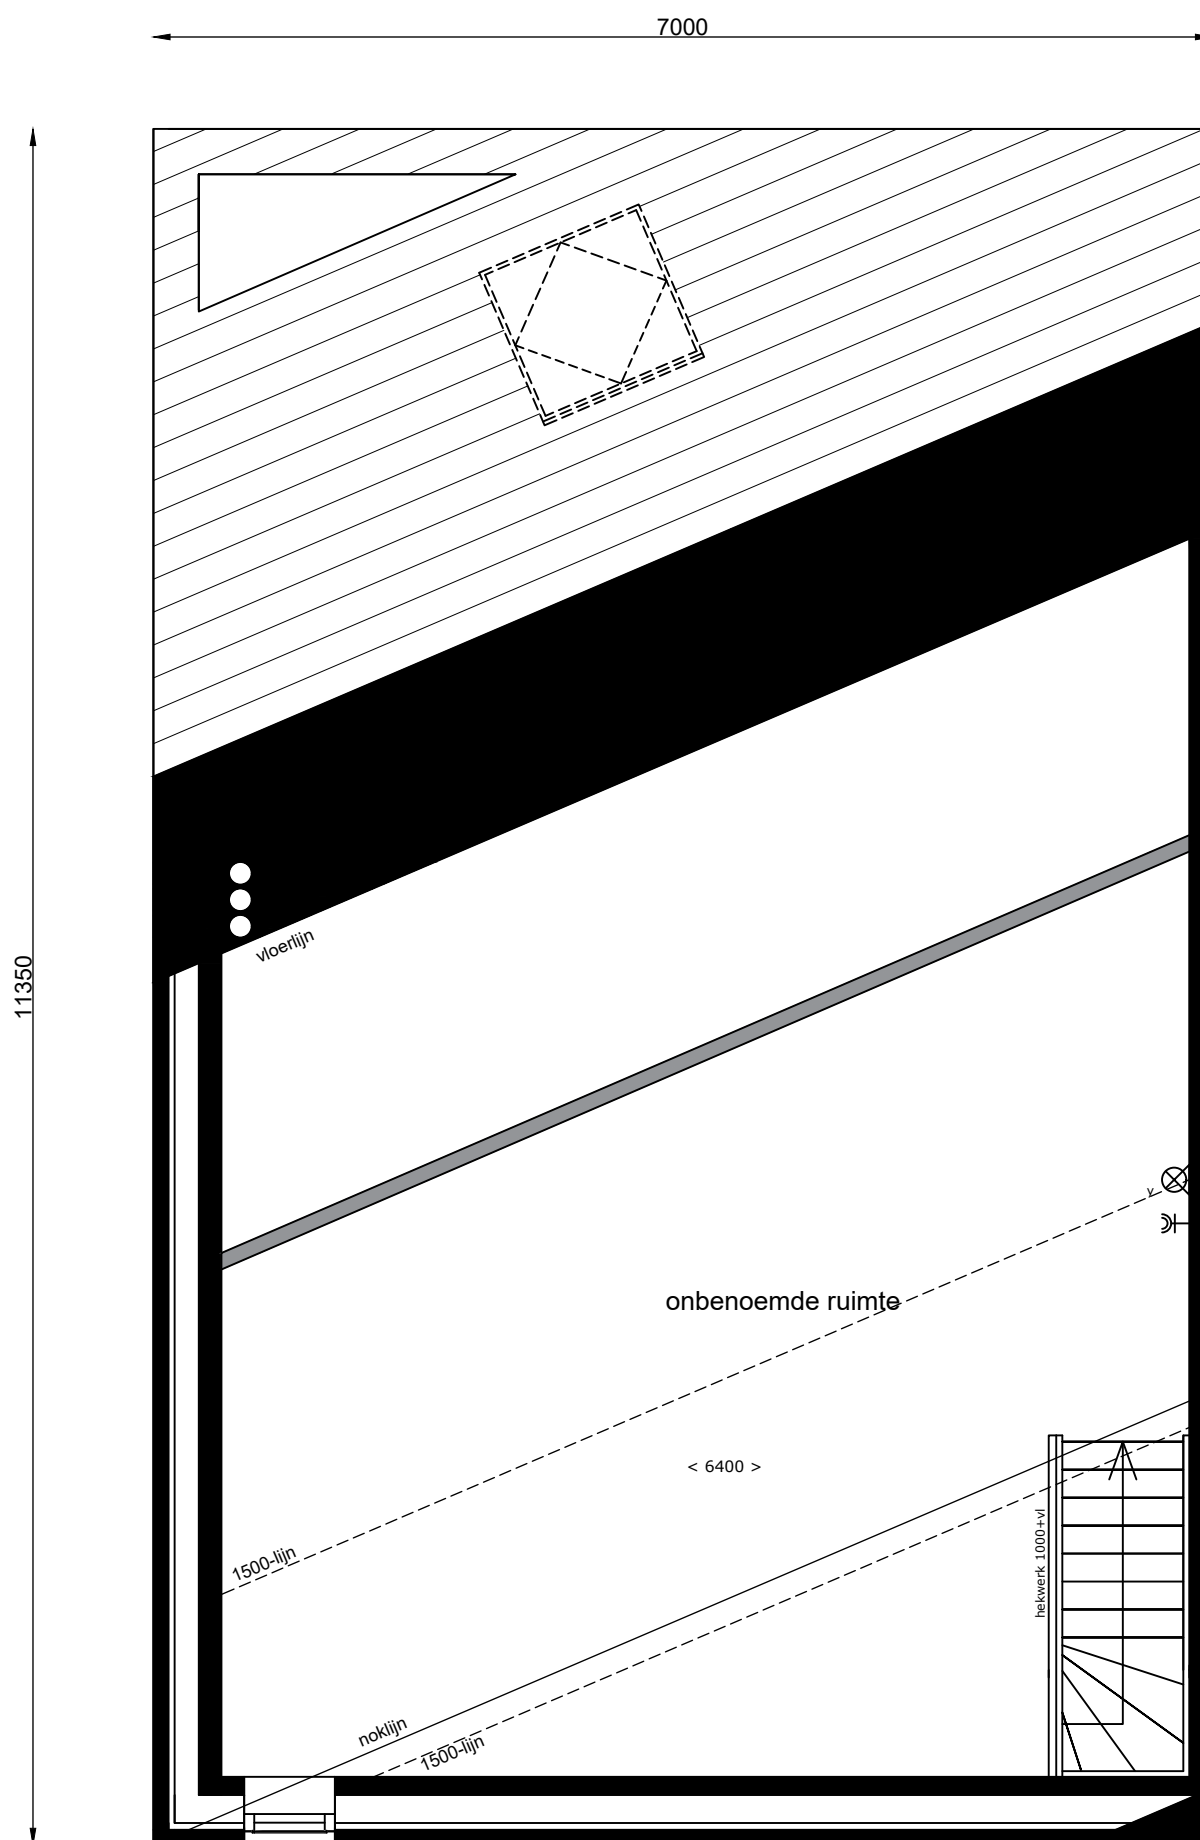 7000
11350
vloerlijn
v
onbenoemde ruimte
< 6400 >
hekwerk 1000+vl
1500-lijn
noklijn
1500-lijn